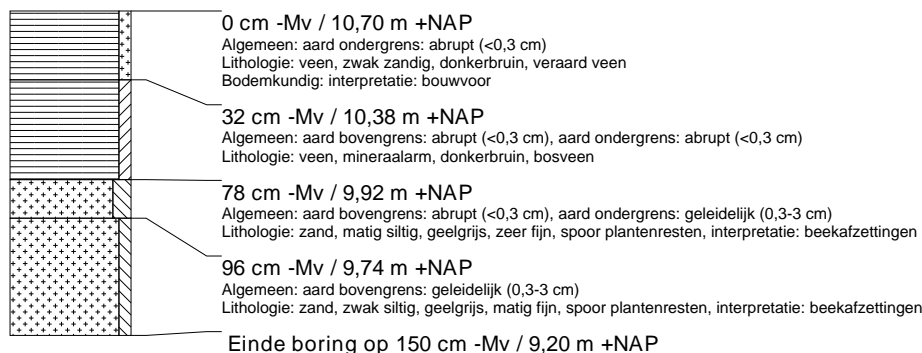 0 cm -Mv / 10,70 m +NAP
Algemeen: aard ondergrens: abrupt (<0,3 cm)
Lithologie: veen, zwak zandig, donkerbruin, veraard veen
Bodemkundig: interpretatie: bouwvoor
32 cm -Mv / 10,38 m +NAP
Algemeen: aard bovengrens: abrupt (<0,3 cm), aard ondergrens: abrupt (<0,3 cm)
Lithologie: veen, mineraalarm, donkerbruin, bosveen
78 cm -Mv / 9,92 m +NAP
Algemeen: aard bovengrens: abrupt (<0,3 cm), aard ondergrens: geleidelijk (0,3-3 cm)
Lithologie: zand, matig siltig, geelgrijs, zeer fijn, spoor plantenresten, interpretatie: beekafzettingen
96 cm -Mv / 9,74 m +NAP
Algemeen: aard bovengrens: geleidelijk (0,3-3 cm)
Lithologie: zand, zwak siltig, geelgrijs, matig fijn, spoor plantenresten, interpretatie: beekafzettingen
Einde boring op 150 cm -Mv / 9,20 m +NAP